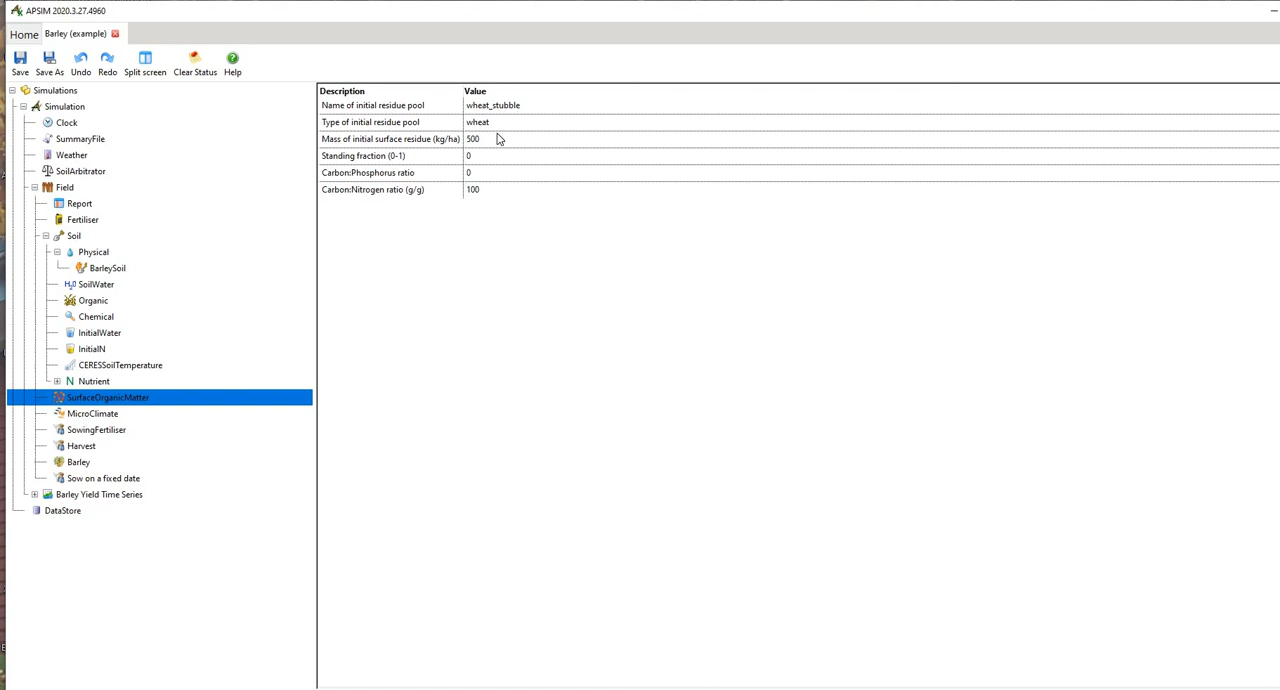 APSIM 2020.3.27.4960
Home Barley (example)
Save Save As Undo Redo Split screen Clear Status Help
Simulations
Simulation
Clock
SummaryFile
Weather
SoilArbitrator
Field
Report
Fertiliser
Soil
Physical
BarleySoil
H₂O SoilWater
Organic
Chemical
InitialWater
InitialN
CERESSoilTemperature
N Nutrient
SurfaceOrganicMatter
MicroClimate
SowingFertiliser
Harvest
Barley
Sow on a fixed date
Barley Yield Time Series
DataStore
Description Value
Name of initial residue pool wheat_stubble
Type of initial residue pool wheat
Mass of initial surface residue (kg/ha) 500
Standing fraction (0-1) 0
Carbon:Phosphorus ratio 0
Carbon:Nitrogen ratio (g/g) 100